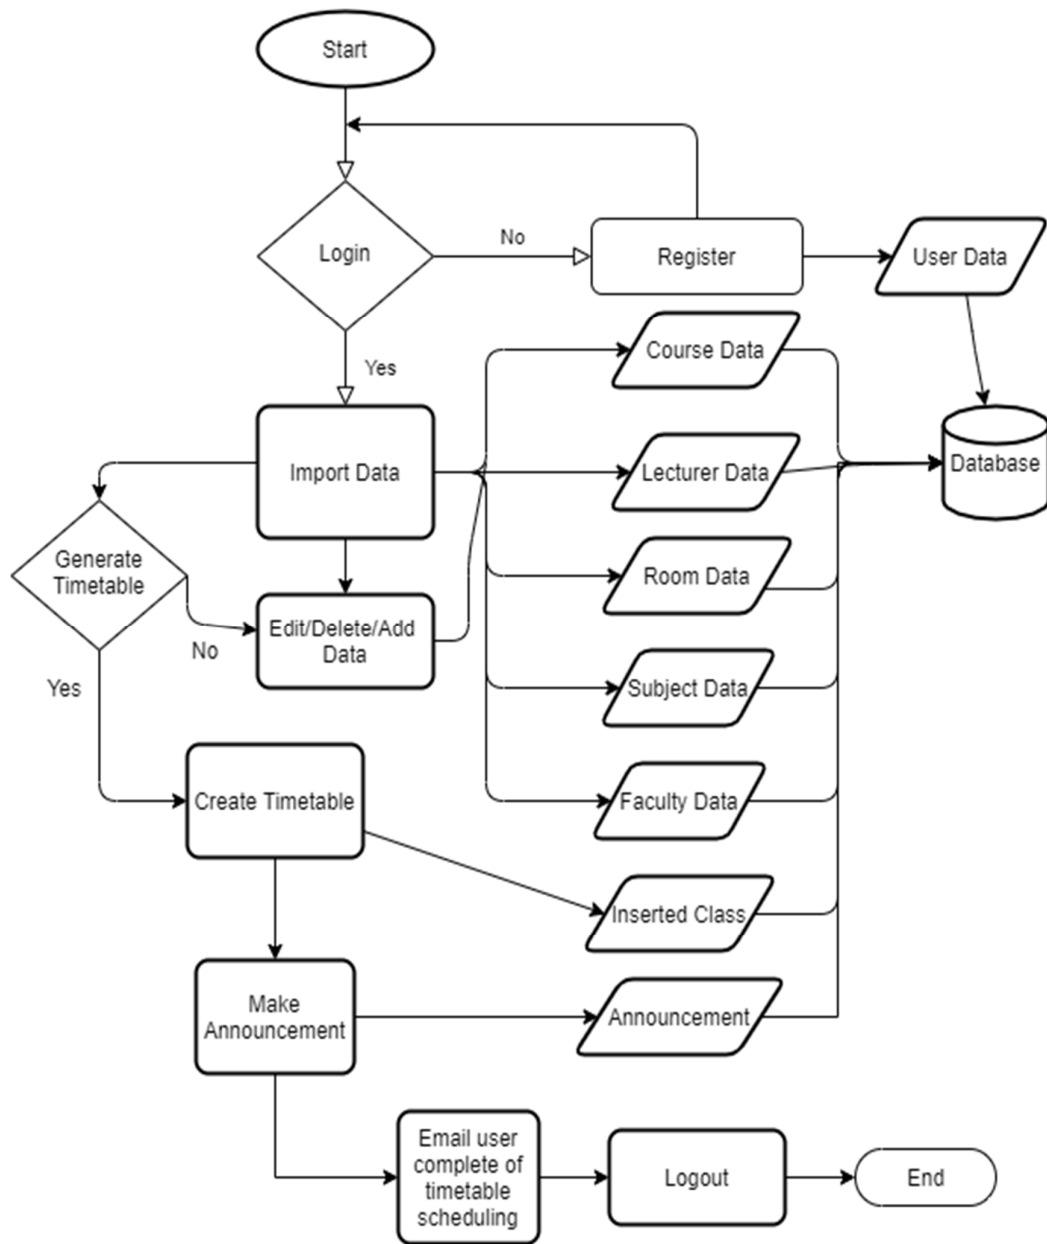 Start
Login
No
Register
User Data
Yes
Course Data
Import Data
Lecturer Data
Database
Generate
Timetable
Room Data
No
Edit/Delete/Add
Data
Yes
Subject Data
Create Timetable
Faculty Data
Inserted Class
Make
Announcement
Announcement
Email user
complete of
timetable
scheduling
Logout
End